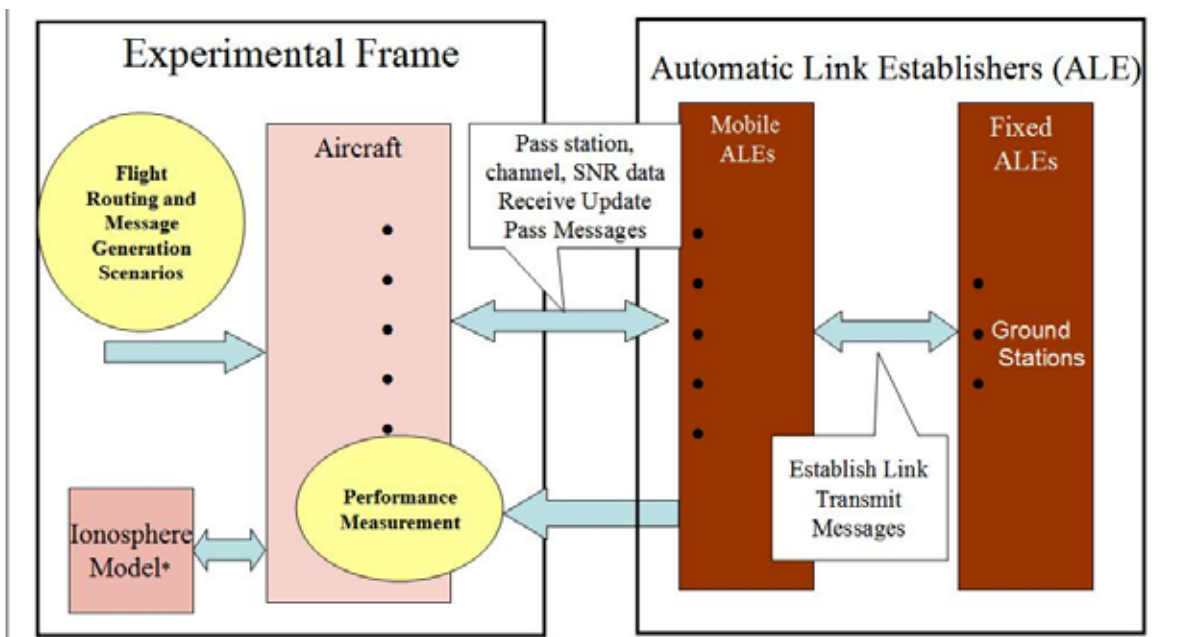 Experimental Frame
Automatic Link Establishers (ALE)
Flight
Routing and
Message
Generation
Scenarios
Aircraft
Pass station,
channel, SNR data
Receive Update
Pass Messages
Mobile
ALEs
Fixed
ALEs
Ground
Stations
Performance
Measurement
Establish Link
Transmit
Messages
Ionosphere
Model*